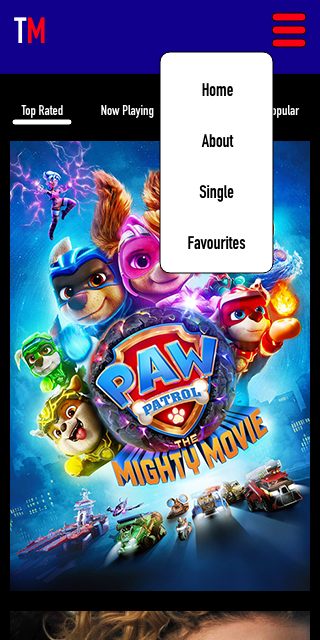 TM
Home
About
Single
Favourites
Top Rated
Now Playing
opular
PAW
PATROL
THE
MIGHTY MOVIE